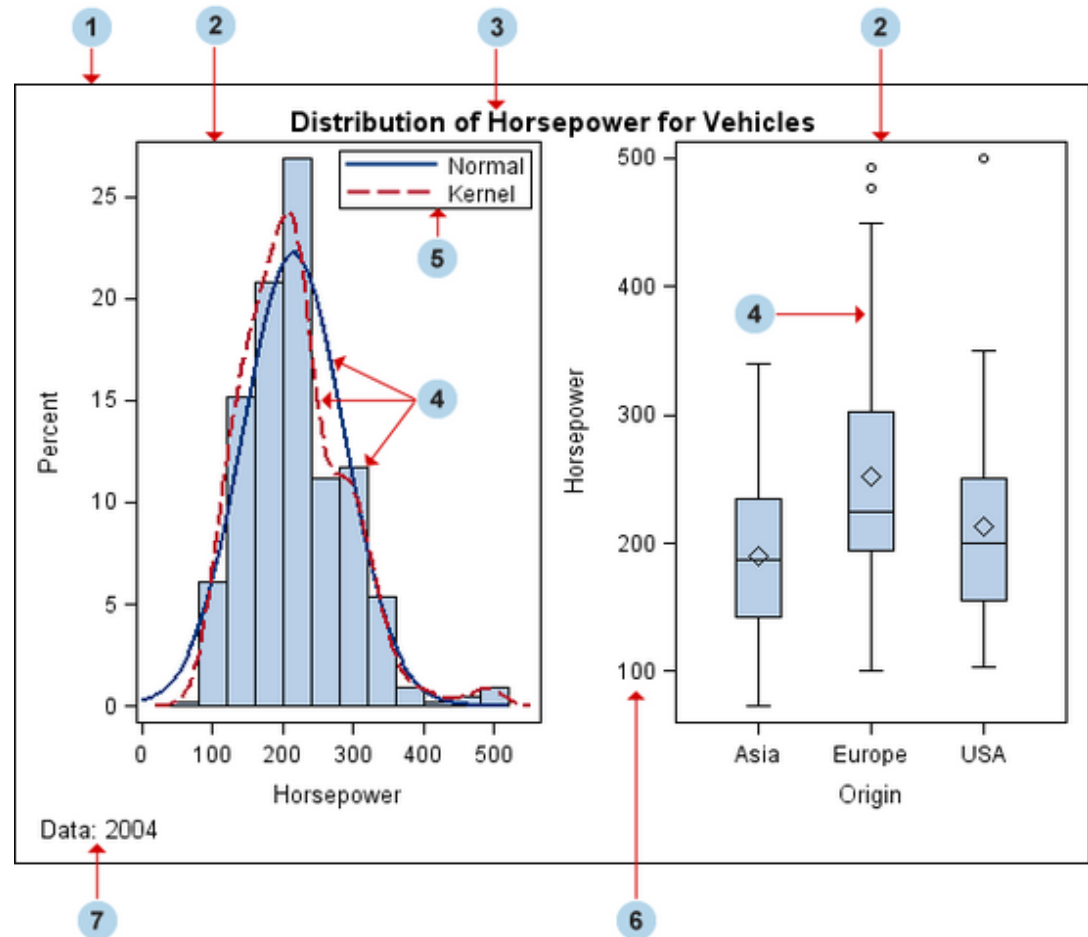 1
2
3
2
Distribution of Horsepower for Vehicles
Normal
Kernel
5
25
20
15
10
5
0
Percent
4
0 100 200 300 400 500
Horsepower
500
400
300
200
100
Horsepower
4
Asia Europe USA
Origin
Data: 2004
7
6